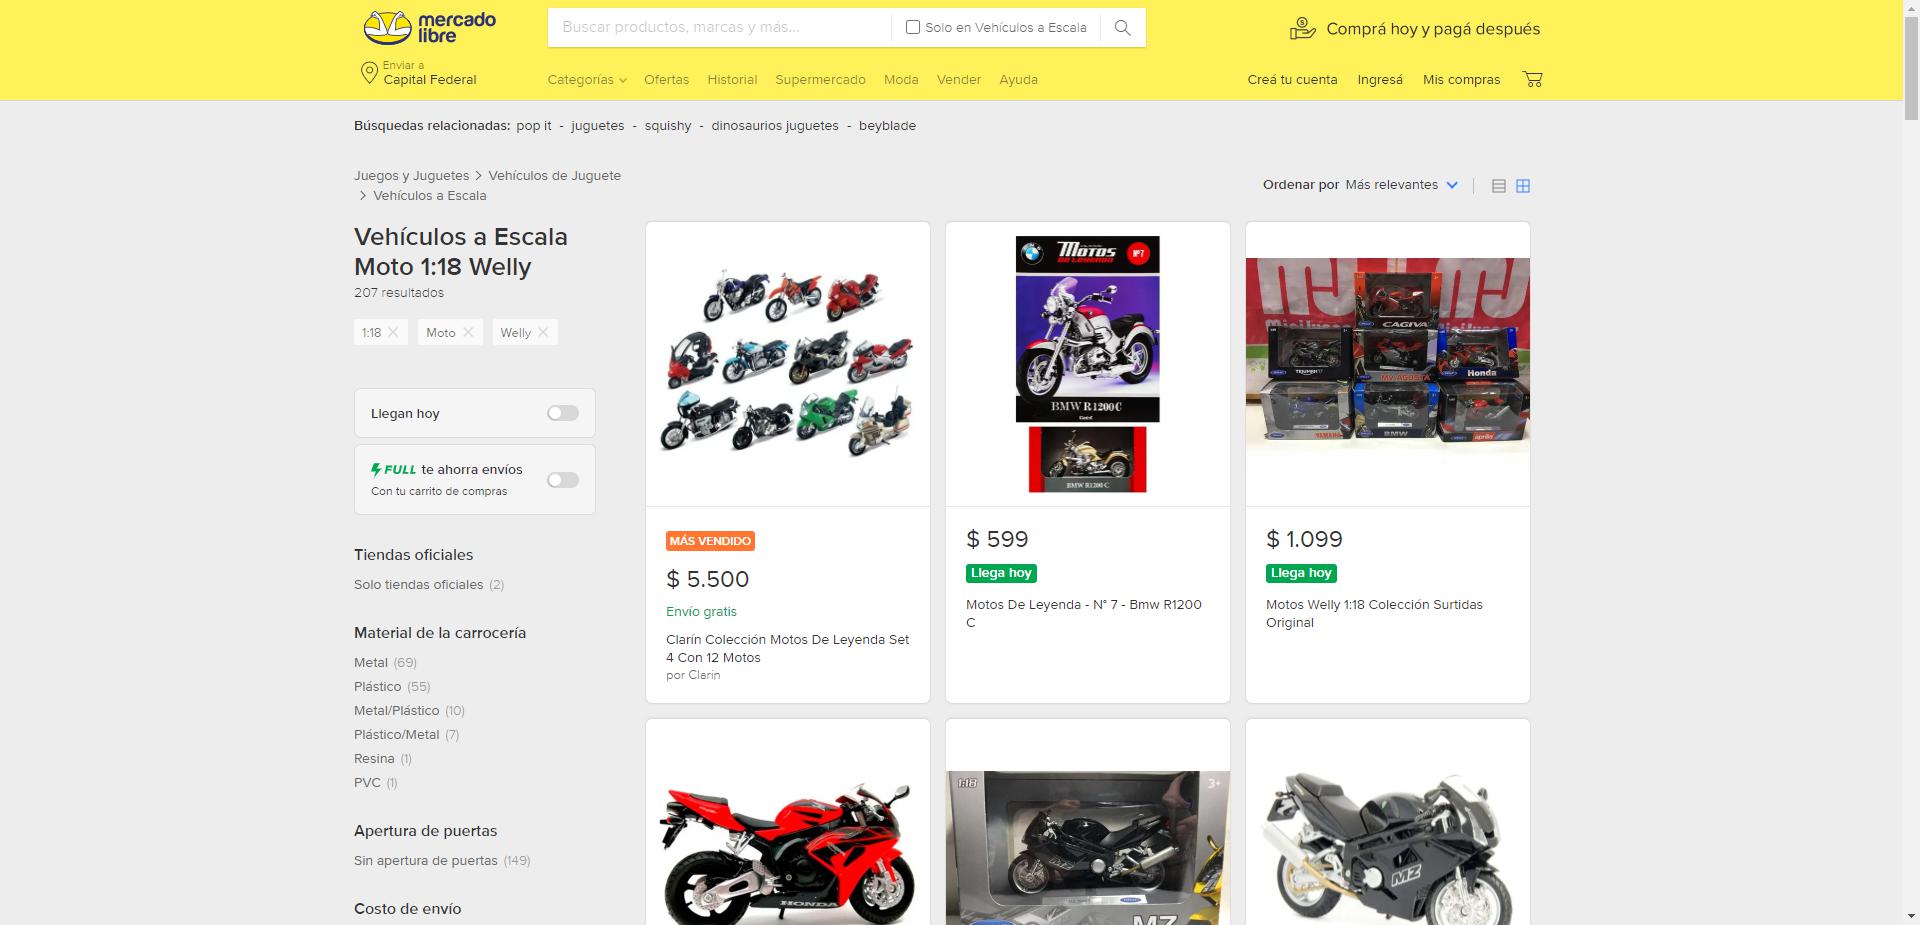 mercado
libre
Buscar productos, marcas y más...
Solo en Vehículos a Escala
Comprá hoy y pagá después
Enviar a
Capital Federal
Categorías
Ofertas
Historial
Supermercado
Moda
Vender
Ayuda
Creá tu cuenta
Ingresá
Mis compras
Búsquedas relacionadas: pop it - juguetes - squishy - dinosaurios juguetes - beyblade
Juegos y Juguetes > Vehículos de Juguete
> Vehículos a Escala
Ordenar por Más relevantes
Vehículos a Escala
Moto 1:18 Welly
207 resultados
1:18
Moto
Welly
Llegan hoy
FULL te ahorra envíos
Con tu carrito de compras
Tiendas oficiales
Solo tiendas oficiales (2)
Material de la carrocería
Metal (69)
Plástico (55)
Metal/Plástico (10)
Plástico/Metal (7)
Resina (1)
PVC (1)
Apertura de puertas
Sin apertura de puertas (149)
Costo de envío
MÁS VENDIDO
$ 5.500
Envío gratis
Clarín Colección Motos De Leyenda Set
4 Con 12 Motos
por Clarin
Motos
DE LEYENDA
Nº7
BMW R1200C
BMW R1200 C
$ 599
Llega hoy
Motos De Leyenda - N° 7 - Bmw R1200
C
CAGIVA
TRIUMPH
MV AGUSTA
Honda
YAMAHA
BMW
aprilia
$ 1.099
Llega hoy
Motos Welly 1:18 Colección Surtidas
Original
HONDA
1:18
3+
MZ
MZ